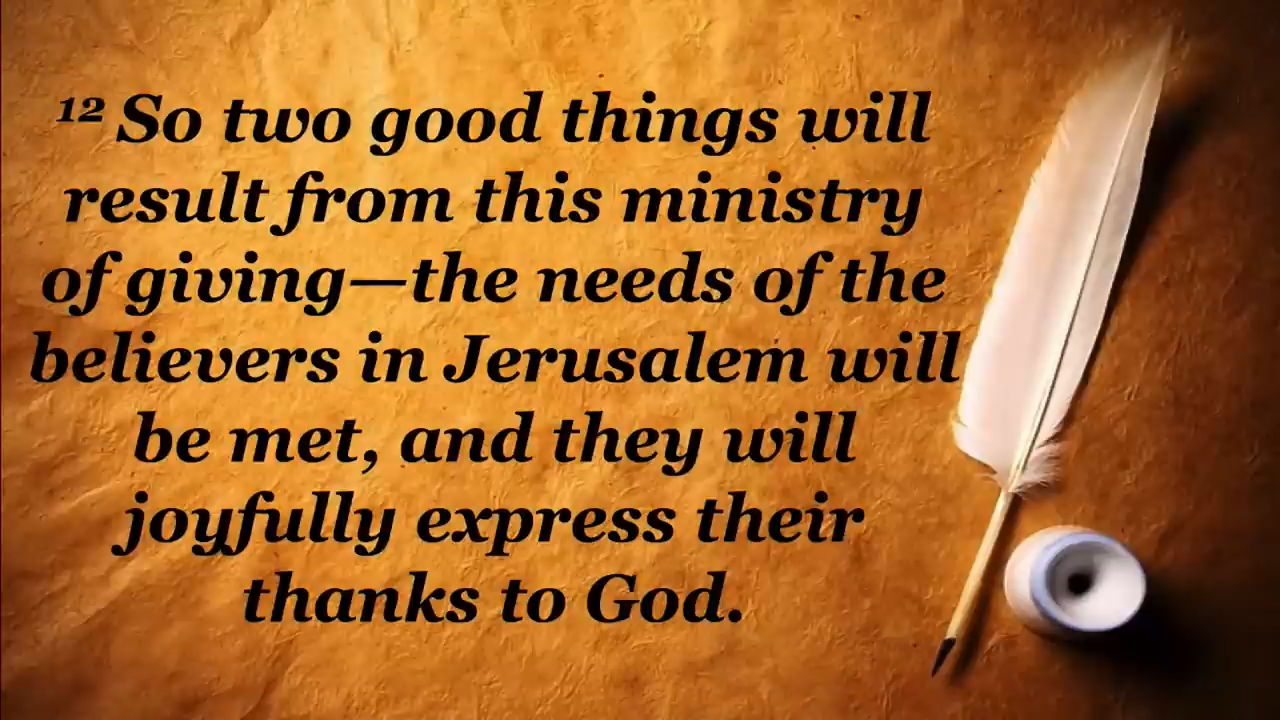 ¹² So two good things will
result from this ministry
of giving—the needs of the
believers in Jerusalem will
be met, and they will
joyfully express their
thanks to God.